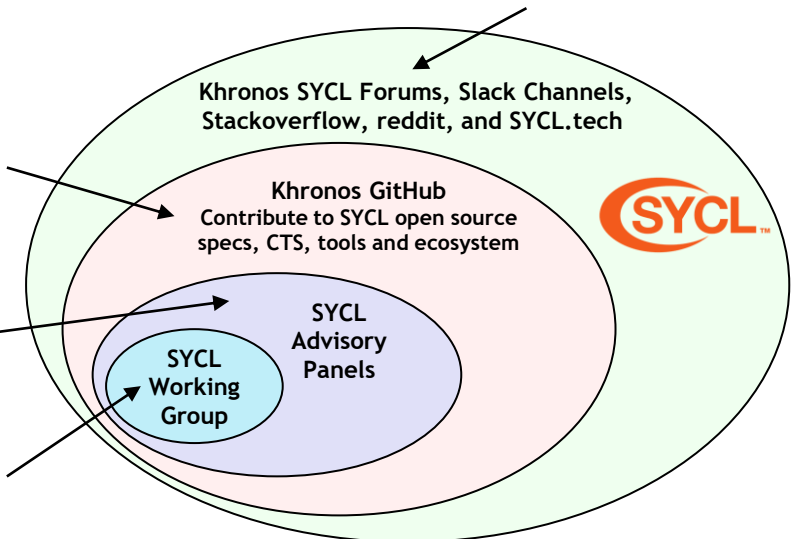 Khronos SYCL Forums, Slack Channels,
Stackoverflow, reddit, and SYCL.tech
Khronos GitHub
Contribute to SYCL open source
specs, CTS, tools and ecosystem
SYCL™
SYCL
Advisory
Panels
SYCL
Working
Group